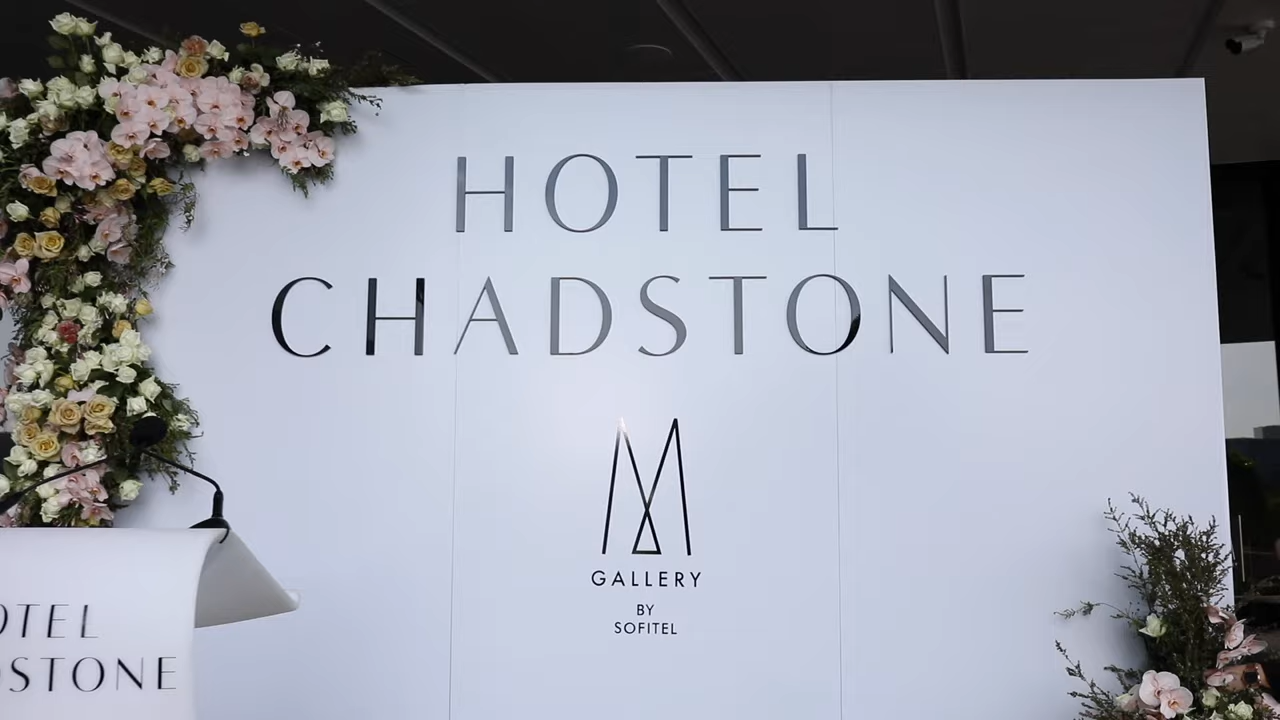 HOTEL
CHADSTONE
M
GALLERY
BY
SOFITEL
OTEL
DSTONE